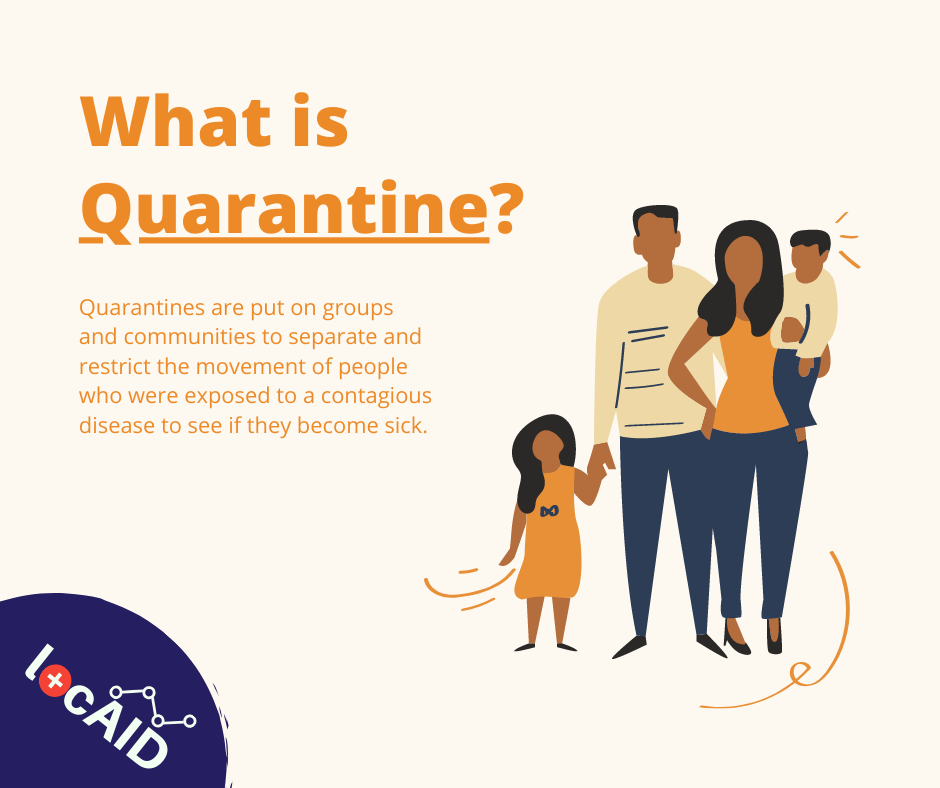 What is
Quarantine?
Quarantines are put on groups
and communities to separate and
restrict the movement of people
who were exposed to a contagious
disease to see if they become sick.
locAID